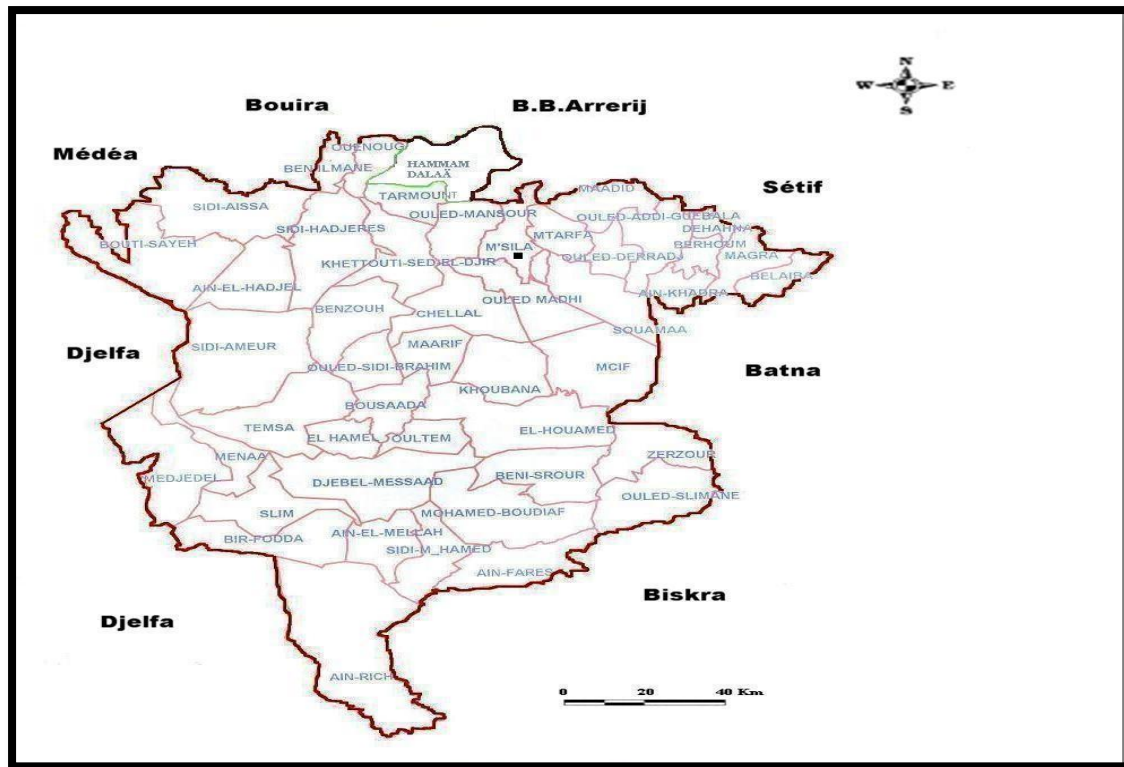 N
W E
S
Bouira
B.B.Arrerij
Médéa
Sétif
OUENOUG
BENILMANE
HAMMAM
DALAÄ
TARMOUNT
MAADID
SIDI-AISSA
OULED-MANSOUR
OULED-ADDI-GUEBALA
DEHAHNA
SIDI-HADJERES
MTARFA
BOUTI-SAYEH
M'SILA
BERHOUM
OULED-DERRADJ
MAGRA
KHETTOUTI-SED-EL-DJIR
BELAIBA
AIN-EL-HADJEL
AIN-KHADRA
OULED MADHI
BENZOUH
CHELLAL
SOUAMAA
Djelfa
SIDI-AMEUR
MAARIF
OULED-SIDI-BRAHIM
MCIF
Batna
KHOUBANA
BOUSAADA
TEMSA
EL HAMEL
OULTEM
EL-HOUAMED
MENAA
ZERZOUR
MEDJEDEL
DJEBEL-MESSAAD
BENI-SROUR
OULED-SLIMANE
SLIM
MOHAMED-BOUDIAF
BIR-FODDA
AIN-EL-MELLAH
SIDI-M_HAMED
AIN-FARES
Biskra
Djelfa
AIN-RICH
0 20 40 Km